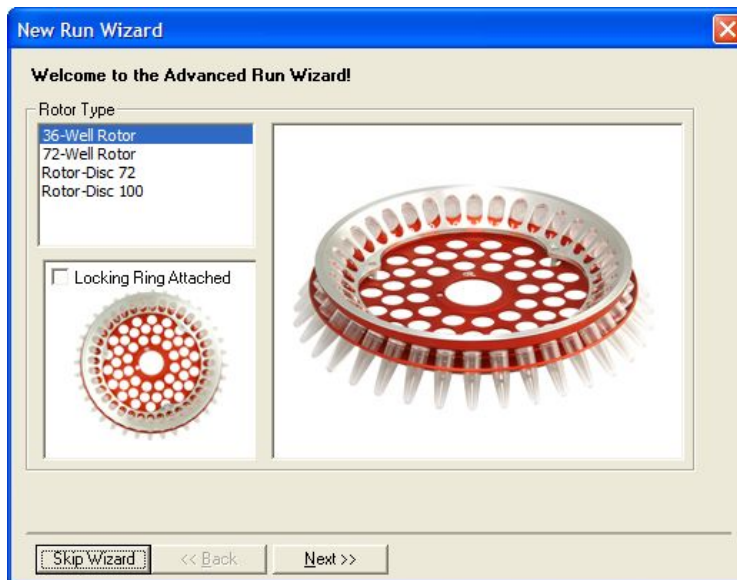 New Run Wizard
Welcome to the Advanced Run Wizard!
Rotor Type
36-Well Rotor
72-Well Rotor
Rotor-Disc 72
Rotor-Disc 100
Locking Ring Attached
Skip Wizard
<< Back
Next >>